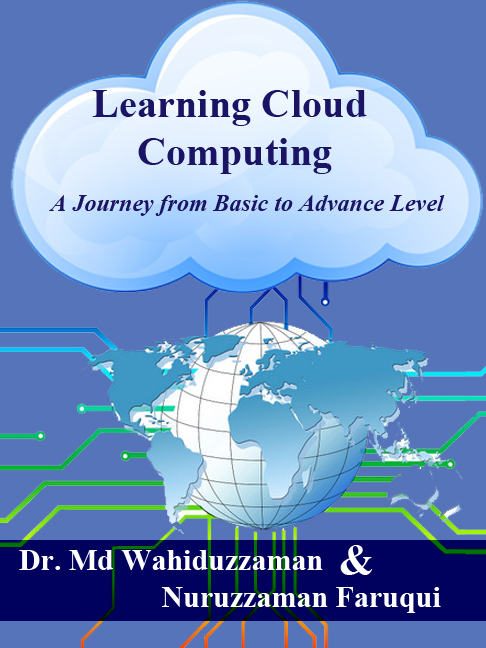 Learning Cloud
Computing
A Journey from Basic to Advance Level
Dr. Md Wahiduzzaman &
Nuruzzaman Faruqui